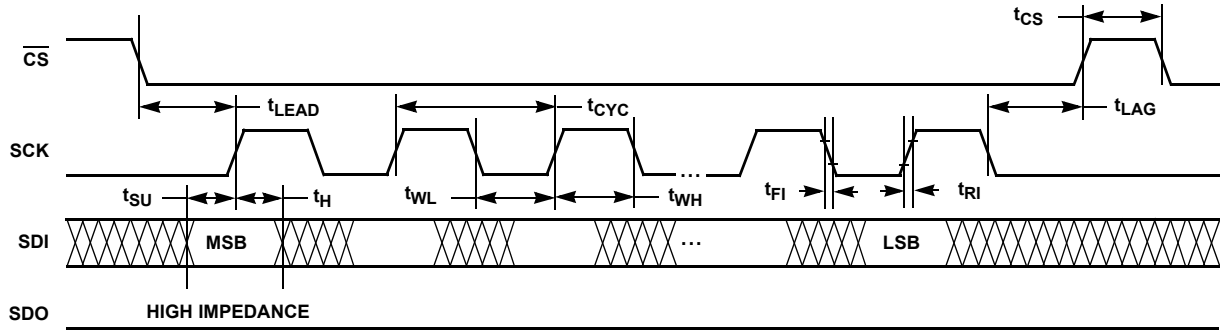 tCS
CS
tLEAD
tCYC
tLAG
SCK
...
tSU
tH
tWL
tWH
tFI
tRI
SDI
MSB
...
LSB
HIGH IMPEDANCE
SDO